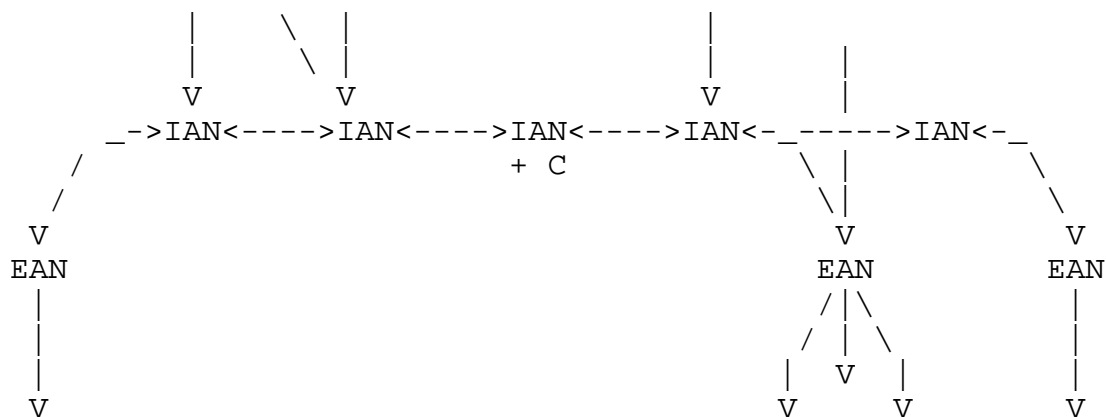 |     \  |                   |
            |      \ |                   |       |
            V        V                   V       |
        _->IAN<---->IAN<---->IAN<---->IAN<-_----->IAN<-_
       /                     + C            \    |      \
      /                                      \   |       \
     V                                        \  V        V
    EAN                                         EAN      EAN
     |                                         / | \      |
     |                                        /  |  \     |
     |                                       |   V   |    |
     V                                       V       V    V